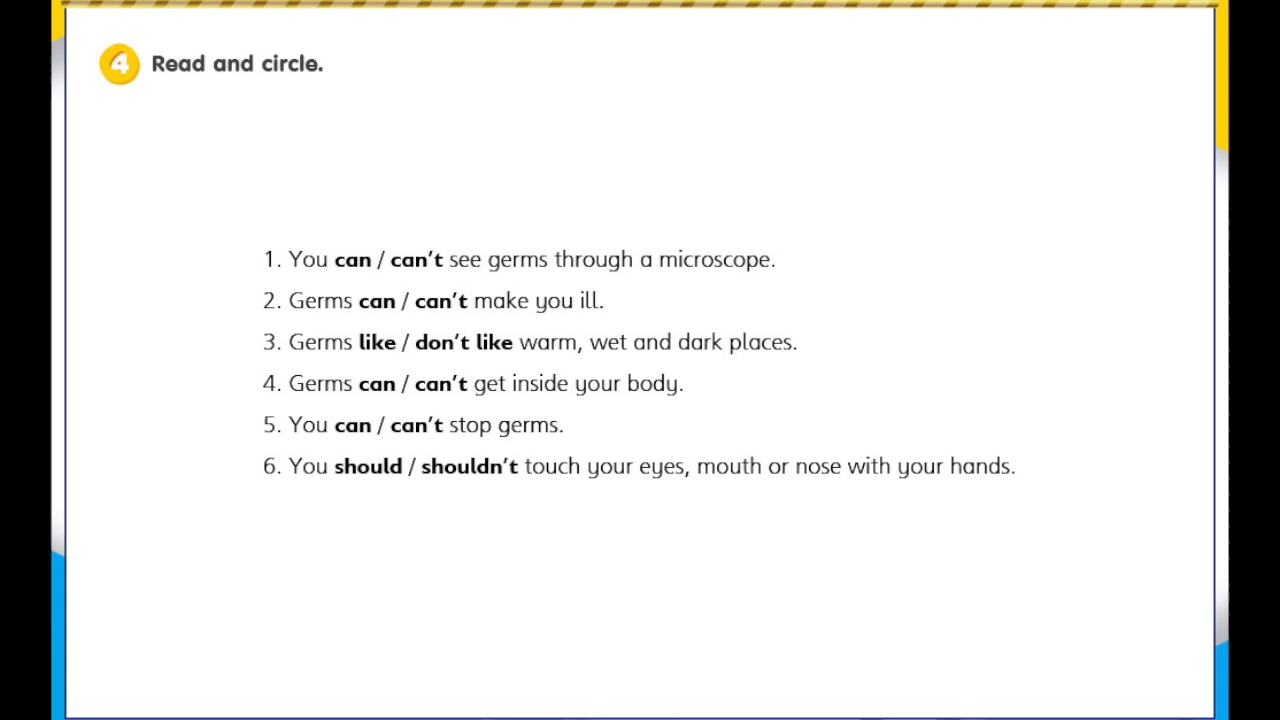 4 Read and circle.
1. You can / can't see germs through a microscope.
2. Germs can / can't make you ill.
3. Germs like / don't like warm, wet and dark places.
4. Germs can / can't get inside your body.
5. You can / can't stop germs.
6. You should / shouldn't touch your eyes, mouth or nose with your hands.